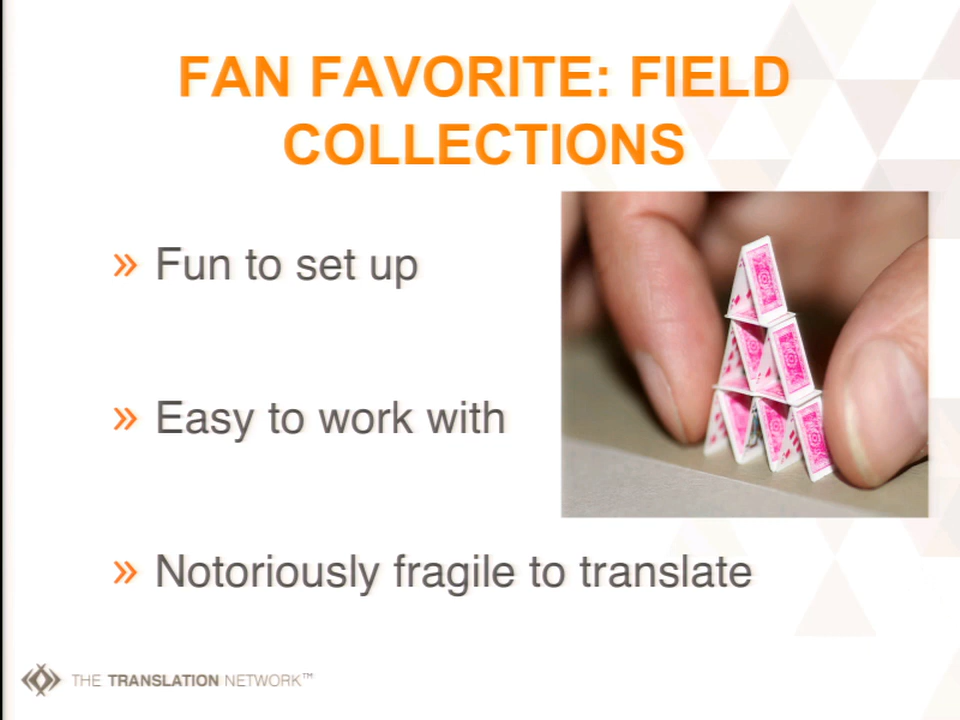 FAN FAVORITE: FIELD
COLLECTIONS
» Fun to set up
» Easy to work with
» Notoriously fragile to translate
THE TRANSLATION NETWORK™